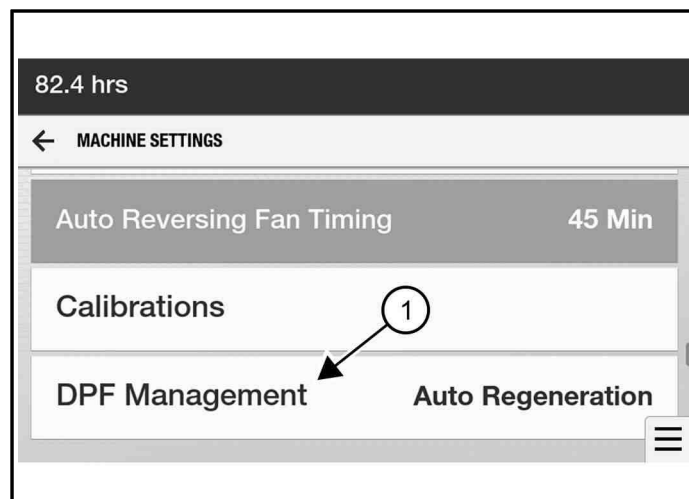 82.4 hrs
MACHINE SETTINGS
Auto Reversing Fan Timing 45 Min
Calibrations
1
DPF Management Auto Regeneration